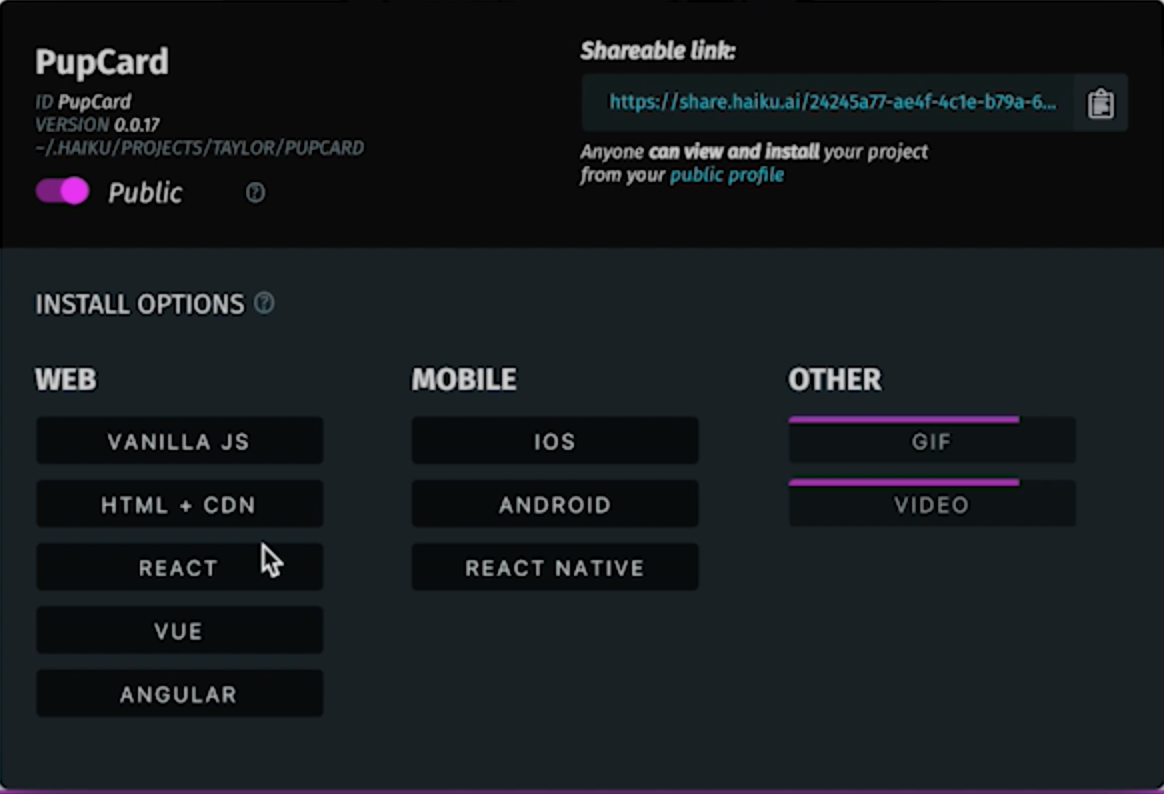 PupCard
ID PupCard
VERSION 0.0.17
~/.HAIKU/PROJECTS/TAYLOR/PUPCARD
Public
?
Shareable link:
https://share.haiku.ai/24245a77-ae4f-4c1e-b79a-6...
Anyone can view and install your project
from your public profile
INSTALL OPTIONS ?
WEB
VANILLA JS
HTML + CDN
REACT
VUE
ANGULAR
MOBILE
IOS
ANDROID
REACT NATIVE
OTHER
GIF
VIDEO